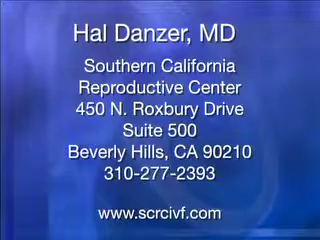 Hal Danzer, MD
Southern California
Reproductive Center
450 N. Roxbury Drive
Suite 500
Beverly Hills, CA 90210
310-277-2393
www.scrcivf.com